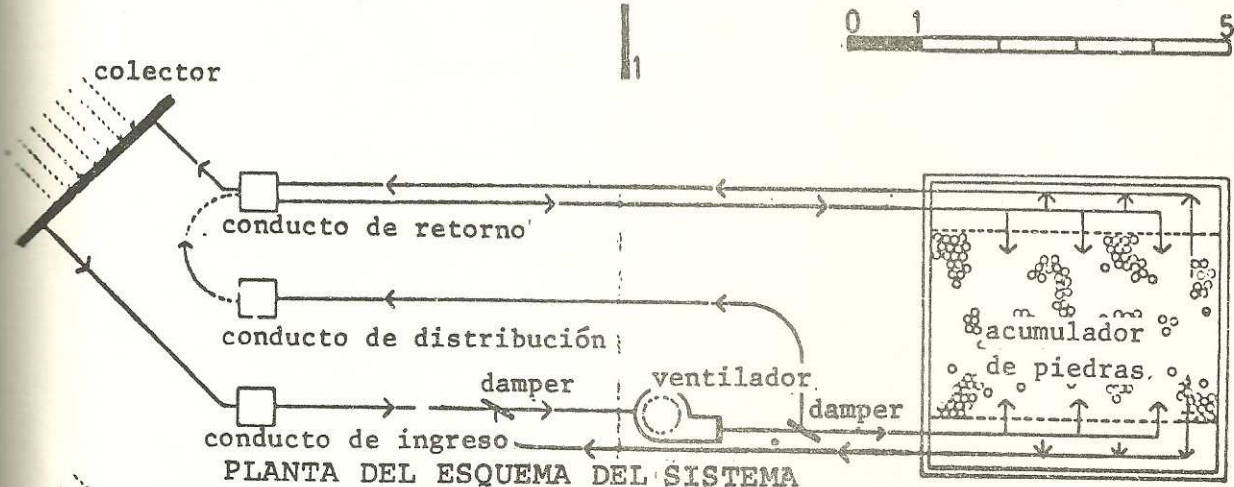 0 1 5
1
colector
conducto de retorno
conducto de distribución
damper
ventilador
damper
acumulador
de piedras
conducto de ingreso
PLANTA DEL ESQUEMA DEL SISTEMA